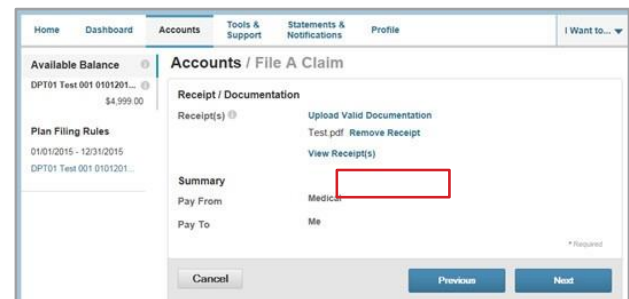 Home Dashboard Accounts Tools & Support Statements & Notifications Profile I Want to...
Available Balance
DPT01 Test 001 0101201...
$4,999.00
Plan Filing Rules
01/01/2015 - 12/31/2015
DPT01 Test 001 0101201...
Accounts / File A Claim
Receipt / Documentation
Receipt(s) Upload Valid Documentation
Test.pdf Remove Receipt
View Receipt(s)
Summary
Pay From Medical
Pay To Me
* Required
Cancel Previous Next